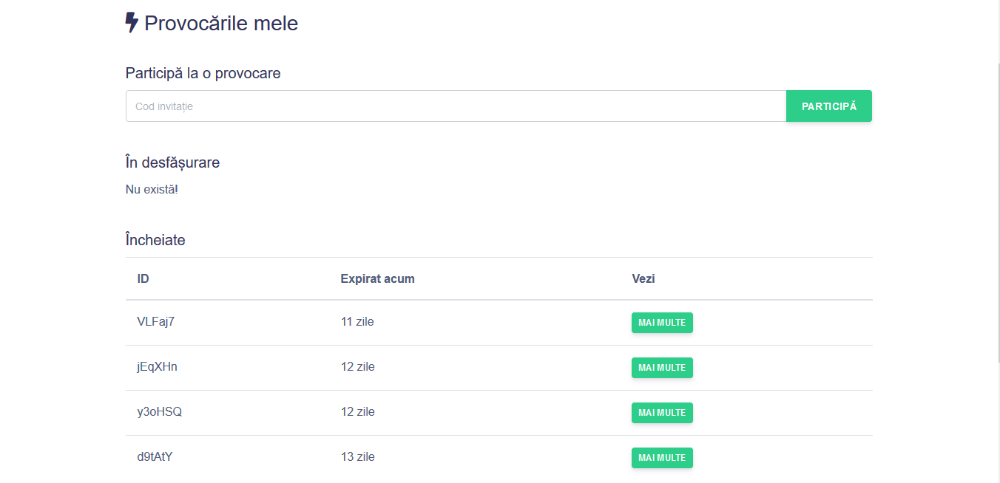 Provocările mele
Participă la o provocare
Cod invitație
PARTICIPĂ
În desfășurare
Nu există!
Încheiate
ID Expirat acum Vezi
VLFaj7 11 zile MAI MULTE
jEqXHn 12 zile MAI MULTE
y3oHSQ 12 zile MAI MULTE
d9tAtY 13 zile MAI MULTE